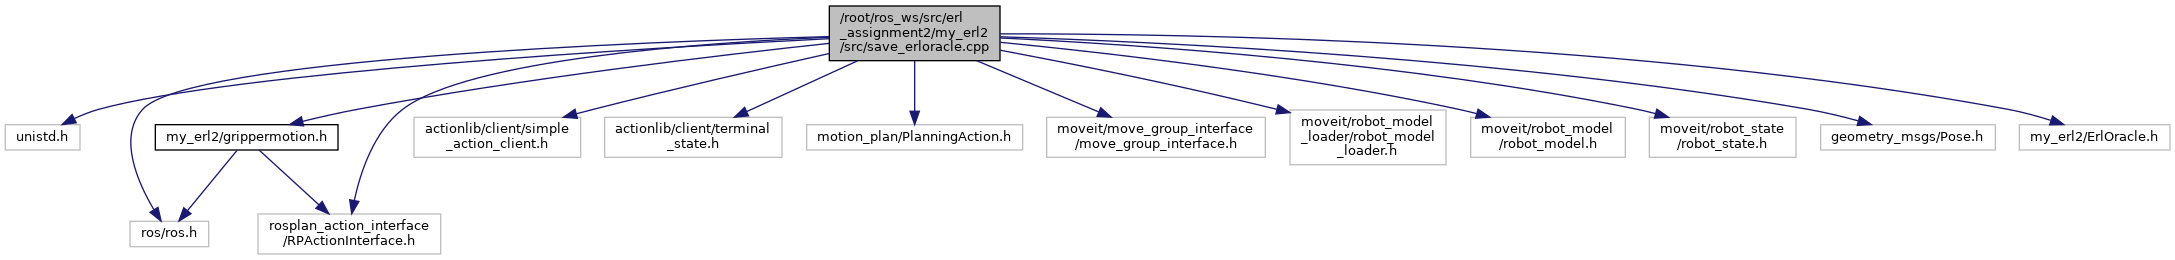 /root/ros_ws/src/erl
_assignment2/my_erl2
/src/save_erloracle.cpp
unistd.h
my_erl2/grippermotion.h
actionlib/client/simple
_action_client.h
actionlib/client/terminal
_state.h
motion_plan/PlanningAction.h
moveit/move_group_interface
/move_group_interface.h
moveit/robot_model
_loader/robot_model
_loader.h
moveit/robot_model
/robot_model.h
moveit/robot_state
/robot_state.h
geometry_msgs/Pose.h
my_erl2/ErlOracle.h
ros/ros.h
rosplan_action_interface
/RPActionInterface.h